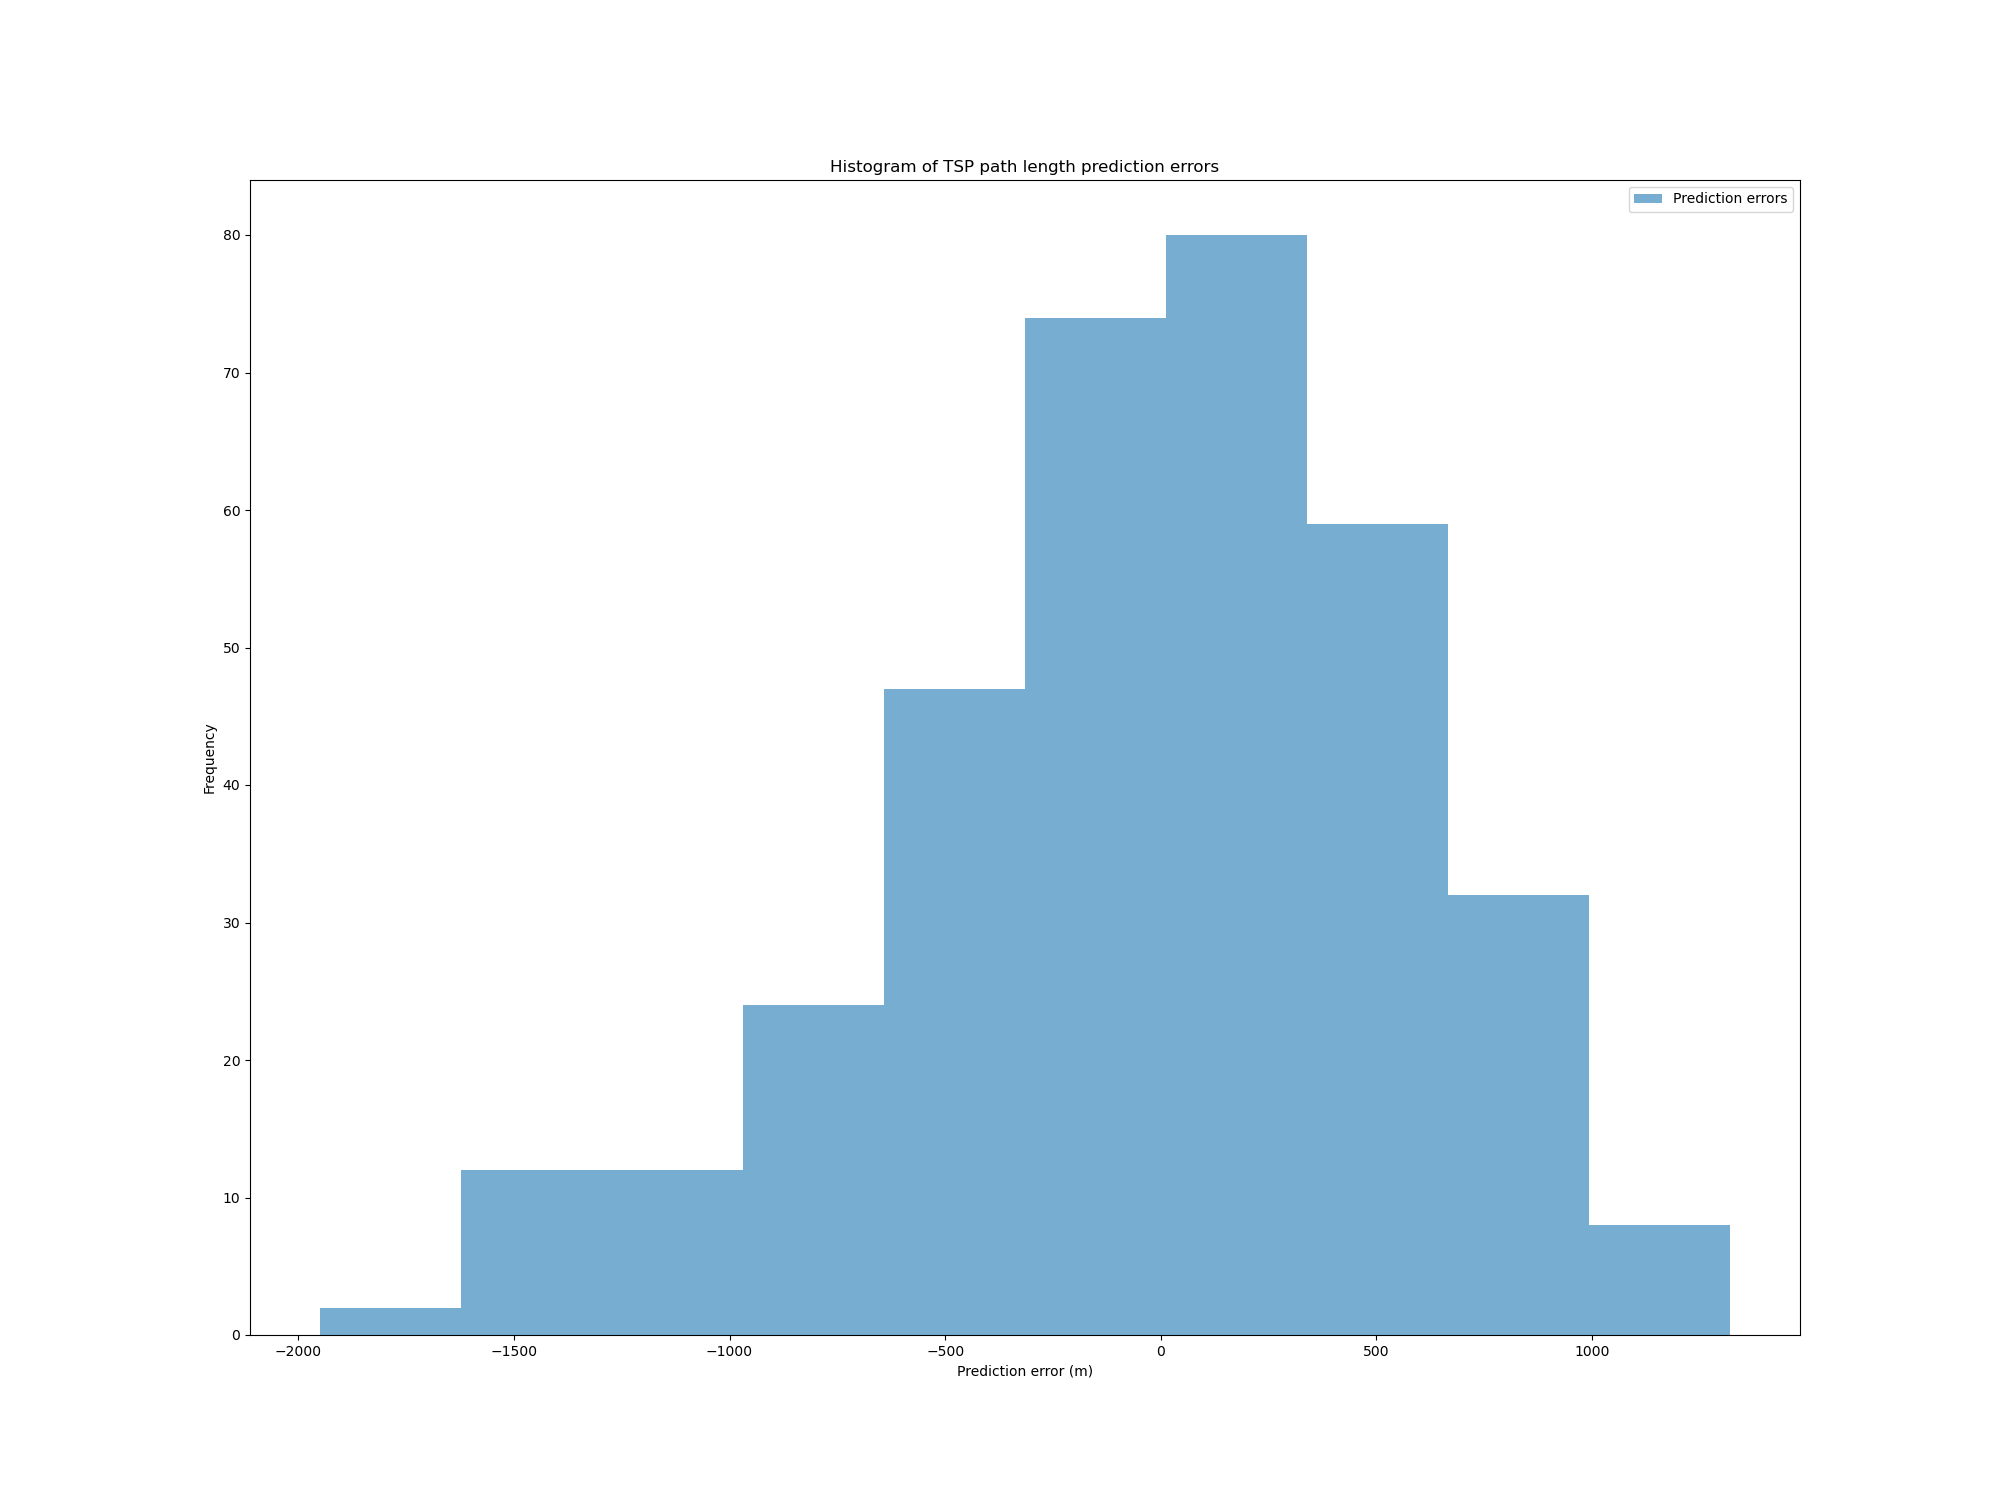 Histogram of TSP path length prediction errors
Prediction errors
80
70
60
50
40
30
20
10
0
Frequency
−2000 −1500 −1000 −500 0 500 1000
Prediction error (m)